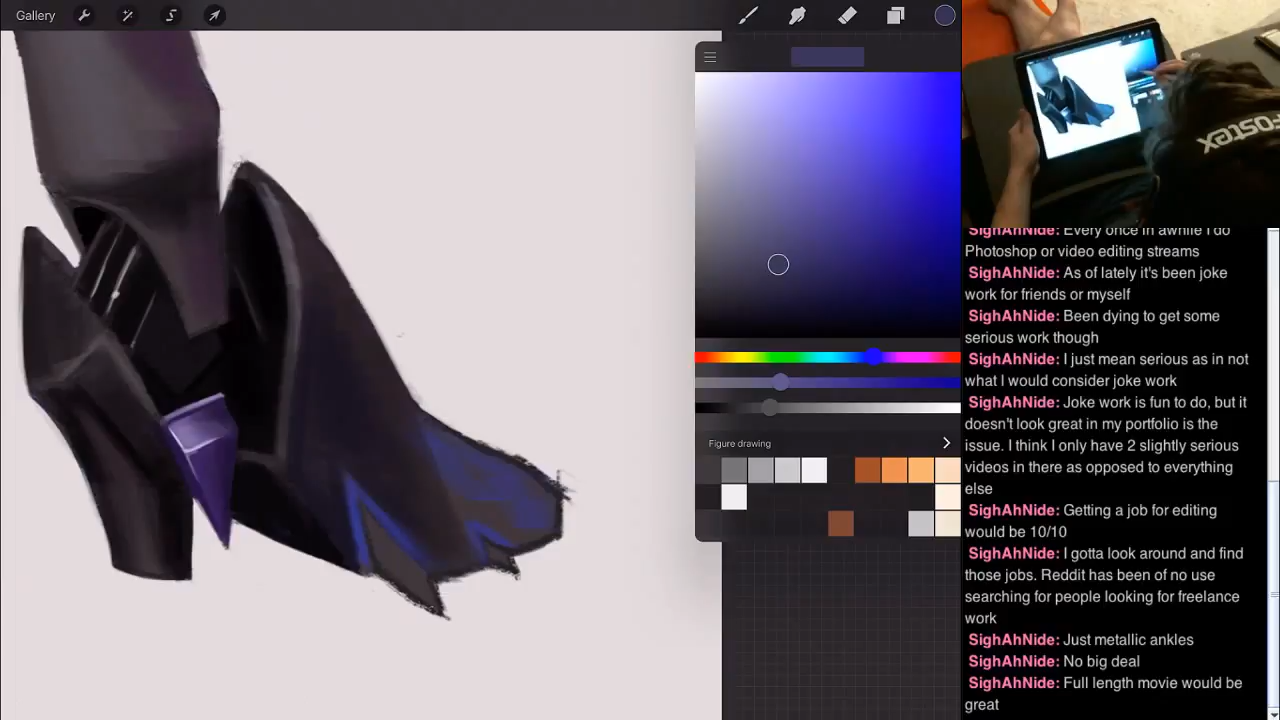 Gallery
Figure drawing
FOSTEX
SighAhNide: Every once in awhile I do
Photoshop or video editing streams
SighAhNide: As of lately it's been joke
work for friends or myself
SighAhNide: Been dying to get some
serious work though
SighAhNide: I just mean serious as in not
what I would consider joke work
SighAhNide: Joke work is fun to do, but it
doesn't look great in my portfolio is the
issue. I think I only have 2 slightly serious
videos in there as opposed to everything
else
SighAhNide: Getting a job for editing
would be 10/10
SighAhNide: I gotta look around and find
those jobs. Reddit has been of no use
searching for people looking for freelance
work
SighAhNide: Just metallic ankles
SighAhNide: No big deal
SighAhNide: Full length movie would be
great